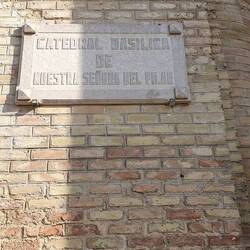 CATEDRAL BASILICA
DE
NUESTRA SEÑORA DEL PILAR